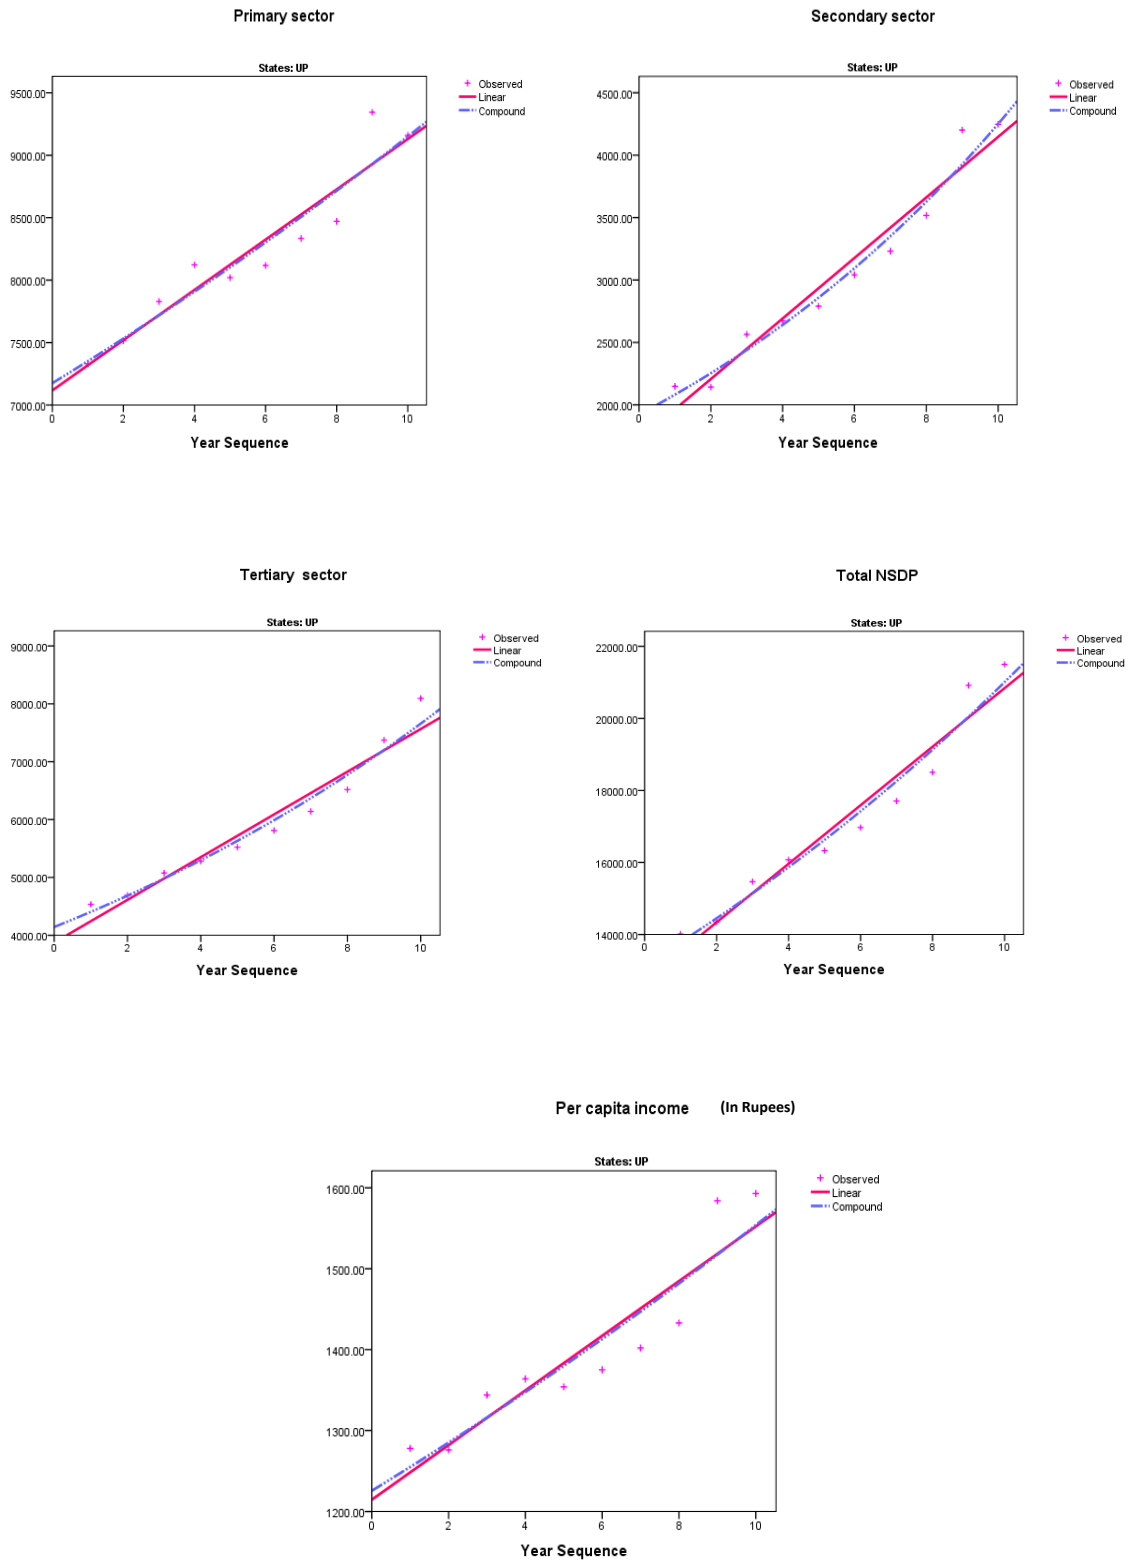 Primary sector
States: UP
Observed
Linear
Compound
9500.00
9000.00
8500.00
8000.00
7500.00
7000.00
0 2 4 6 8 10
Year Sequence
Secondary sector
States: UP
Observed
Linear
Compound
4500.00
4000.00
3500.00
3000.00
2500.00
2000.00
0 2 4 6 8 10
Year Sequence
Tertiary sector
States: UP
Observed
Linear
Compound
9000.00
8000.00
7000.00
6000.00
5000.00
4000.00
0 2 4 6 8 10
Year Sequence
Total NSDP
States: UP
Observed
Linear
Compound
22000.00
20000.00
18000.00
16000.00
14000.00
0 2 4 6 8 10
Year Sequence
Per capita income (In Rupees)
States: UP
Observed
Linear
Compound
1600.00
1500.00
1400.00
1300.00
1200.00
0 2 4 6 8 10
Year Sequence